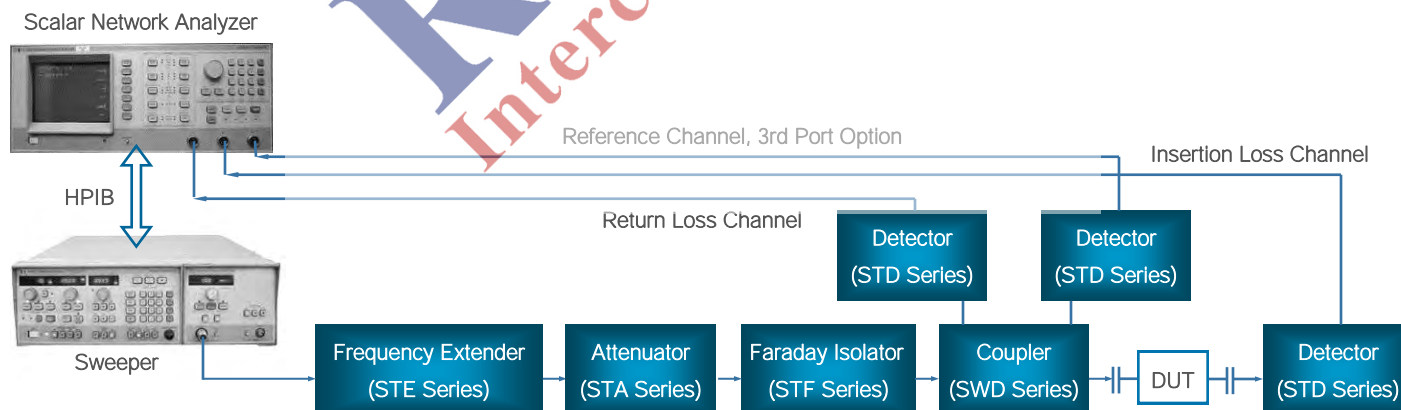 Scalar Network Analyzer
Reference Channel, 3rd Port Option
Insertion Loss Channel
HPIB
Return Loss Channel
Detector
(STD Series)
Detector
(STD Series)
Sweeper
Frequency Extender
(STE Series)
Attenuator
(STA Series)
Faraday Isolator
(STF Series)
Coupler
(SWD Series)
DUT
Detector
(STD Series)